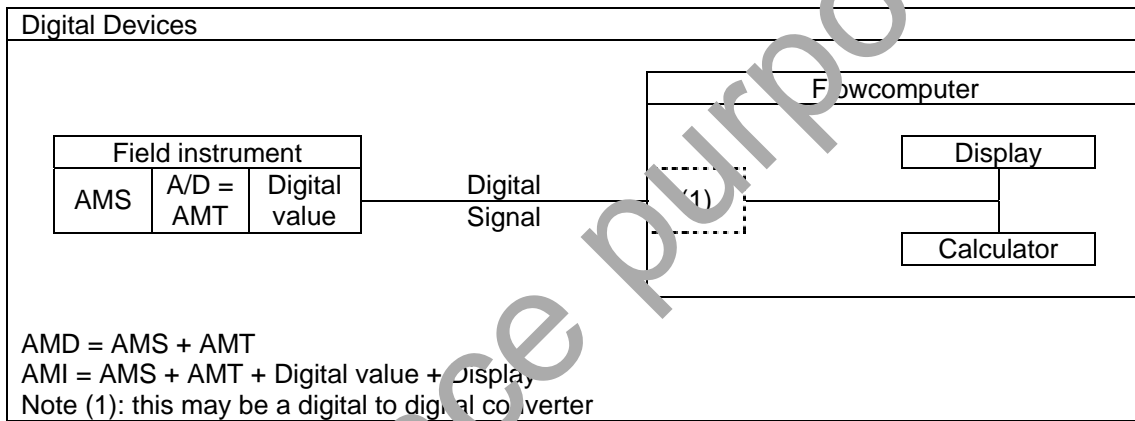 Digital Devices
Flowcomputer
Field instrument
Display
AMS
A/D =
AMT
Digital
value
Digital
Signal
(1)
Calculator
AMD = AMS + AMT
AMI = AMS + AMT + Digital value + Display
Note (1): this may be a digital to digital converter